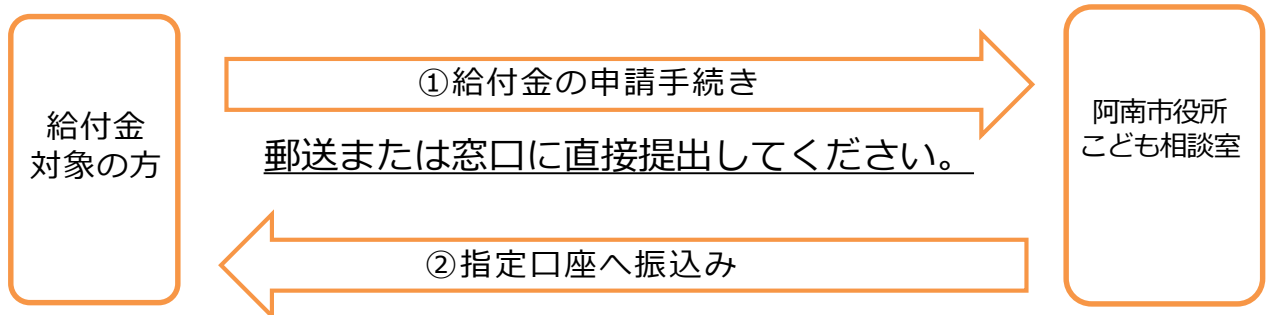 給付金
対象の方
①給付金の申請手続き
郵送または窓口に直接提出してください。
②指定口座へ振込み
阿南市役所
こども相談室